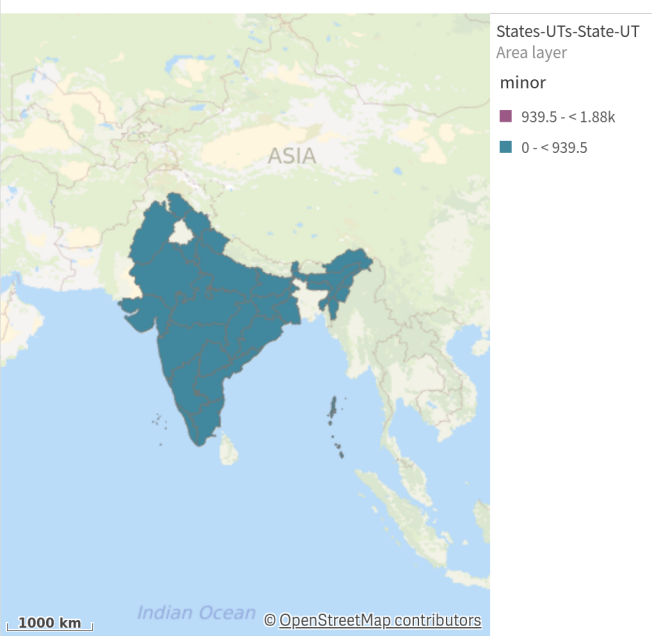 States-UTs-State-UT
Area layer
minor
939.5 - < 1.88k
0 - < 939.5
ASIA
Indian Ocean
1000 km
© OpenStreetMap contributors